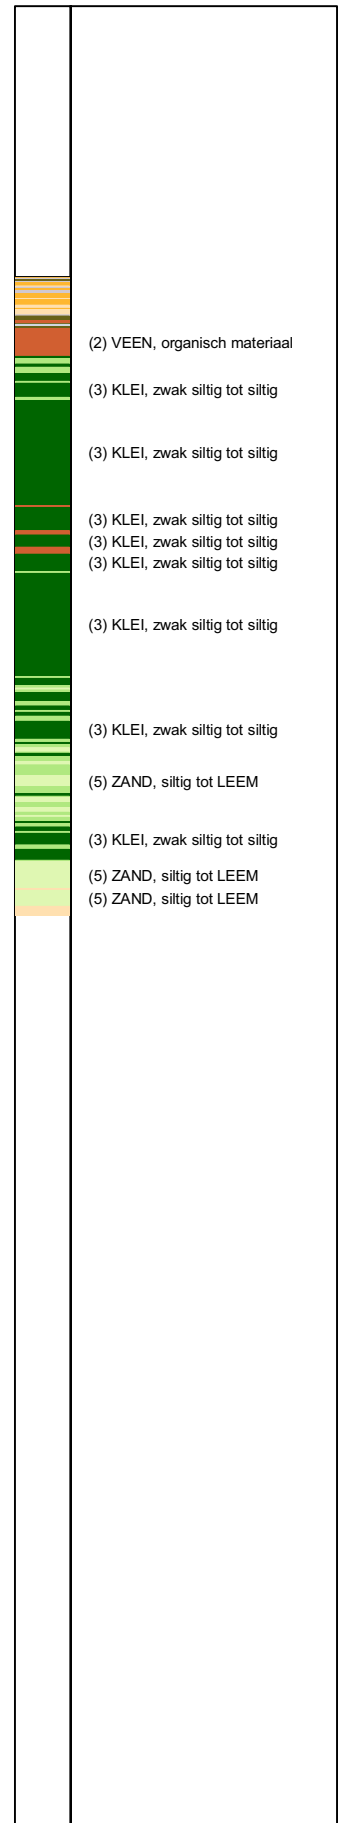 (2) VEEN, organisch materiaal
(3) KLEI, zwak siltig tot siltig
(3) KLEI, zwak siltig tot siltig
(3) KLEI, zwak siltig tot siltig
(3) KLEI, zwak siltig tot siltig
(3) KLEI, zwak siltig tot siltig
(3) KLEI, zwak siltig tot siltig
(3) KLEI, zwak siltig tot siltig
(5) ZAND, siltig tot LEEM
(3) KLEI, zwak siltig tot siltig
(5) ZAND, siltig tot LEEM
(5) ZAND, siltig tot LEEM